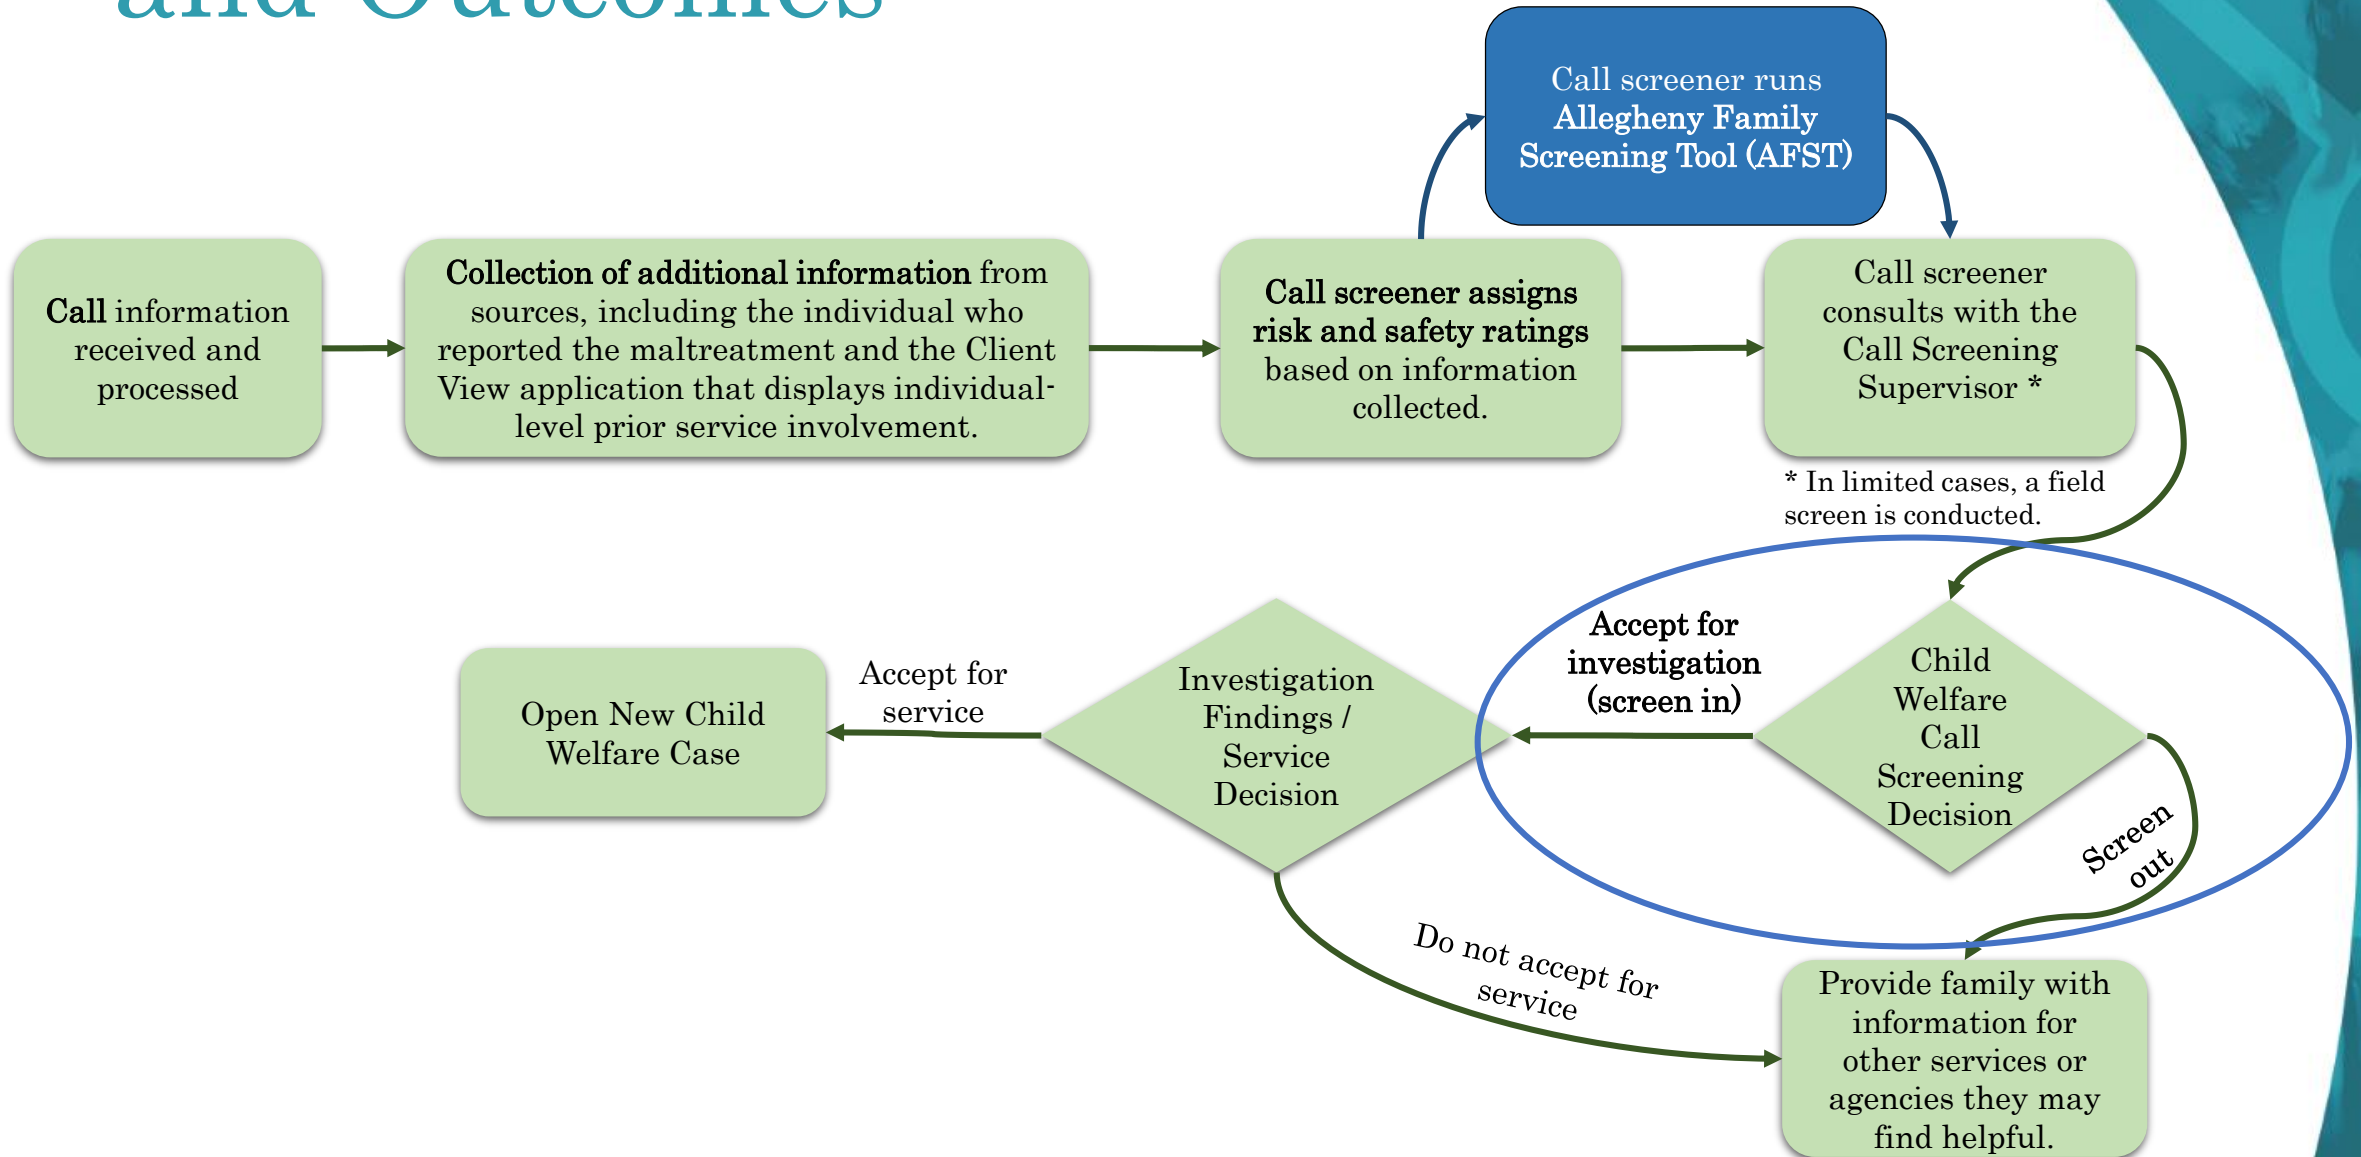 and Outcomes
Call screener runs
Allegheny Family
Screening Tool (AFST)
Call information
received and
processed
Collection of additional information from
sources, including the individual who
reported the maltreatment and the Client
View application that displays individual-
level prior service involvement.
Call screener assigns
risk and safety ratings
based on information
collected.
Call screener
consults with the
Call Screening
Supervisor *
* In limited cases, a field
screen is conducted.
Open New Child
Welfare Case
Accept for
service
Investigation
Findings /
Service
Decision
Accept for
investigation
(screen in)
Child
Welfare
Call
Screening
Decision
Screen
out
Do not accept for
service
Provide family with
information for
other services or
agencies they may
find helpful.